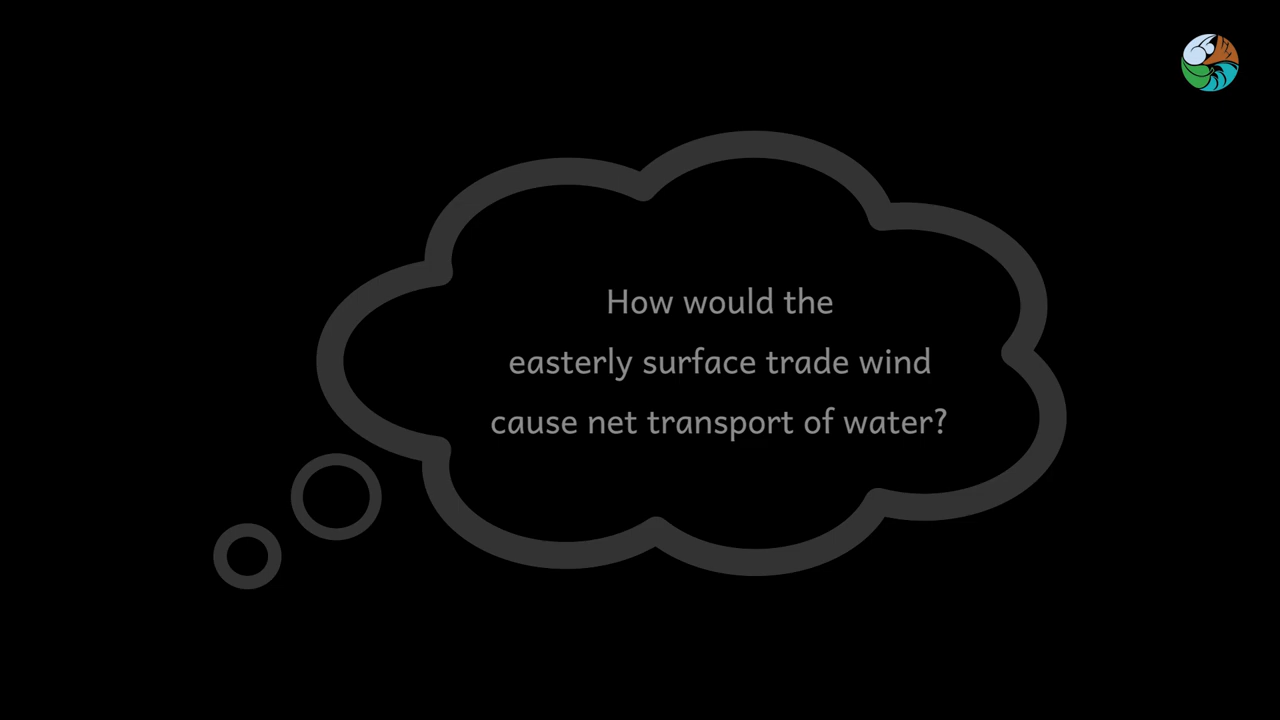 How would the
easterly surface trade wind
cause net transport of water?